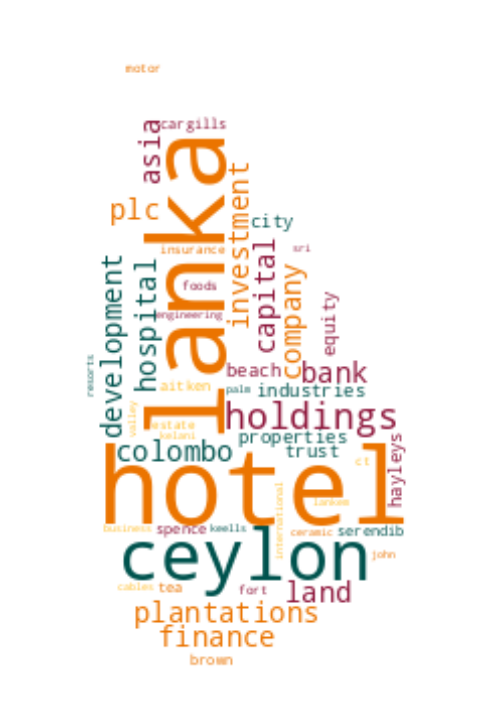 motor
cargills
asia
lanka
plc
investment
city
insurance
sri
capital
development
hospital
company
foods
equity
engineering
resorts
beach
bank
aitken
palm
industries
valley
holdings
estate
kelani
properties
colombo
trust
ct
hayleys
hotel
international
lankem
business
spence
keells
ceramic
serendib
ceylon
john
cables
tea
fort
land
plantations
finance
brown